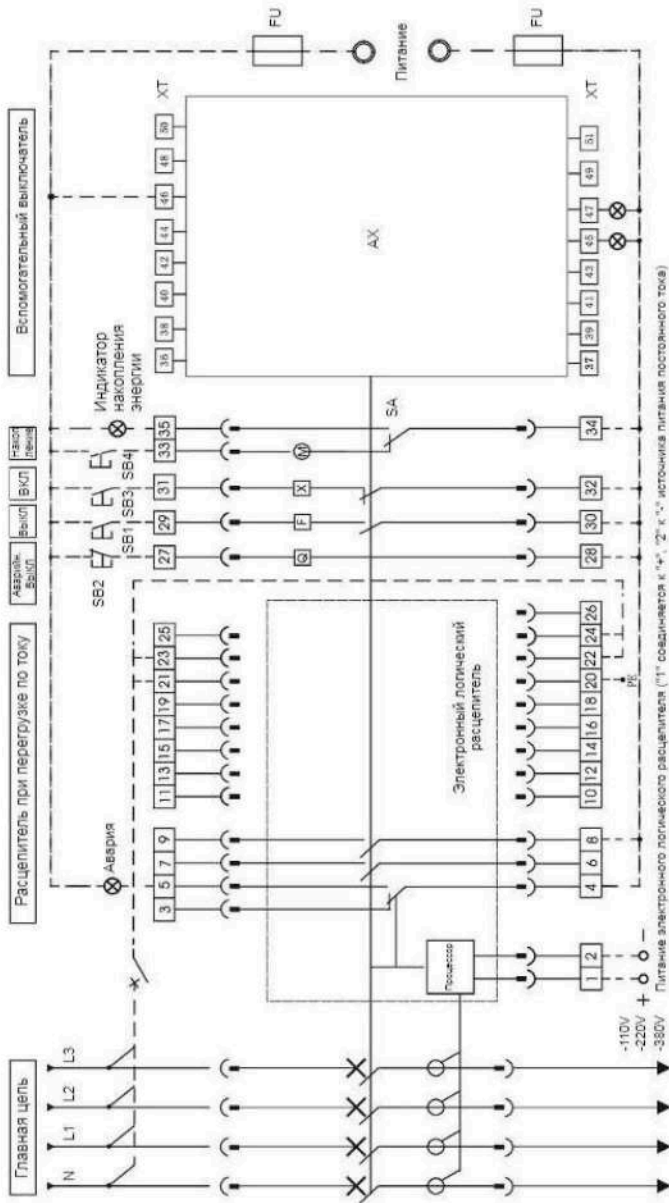 Главная цепь
Расцепитель при перегрузке по току
Аварийн. выкл
выкл
вкл
Накоп ление
Вспомогательный выключатель
N
L1
L2
L3
Авария
SB2
SB1
SB3
SB4
Индикатор
накопления
энергии
FU
XT
3 5 7 9
11 13 15 17 19 21 23 25
27 29 31 33 35
36 38 40 42 44 46 48 50
Q
F
X
M
SA
AX
Питание
Процессор
Электронный логический
расцепитель
1 2
4 6 8
10 12 14 16 18 20 22 24 26
28 30 32 34
37 39 41 43 45 47 49 51
XT
FU
PE
-110V
-220V
-380V
+ –
Питание электронного логического расцепителя ("1" соединяется к "+", "2" к "-" источника питания постоянного тока)